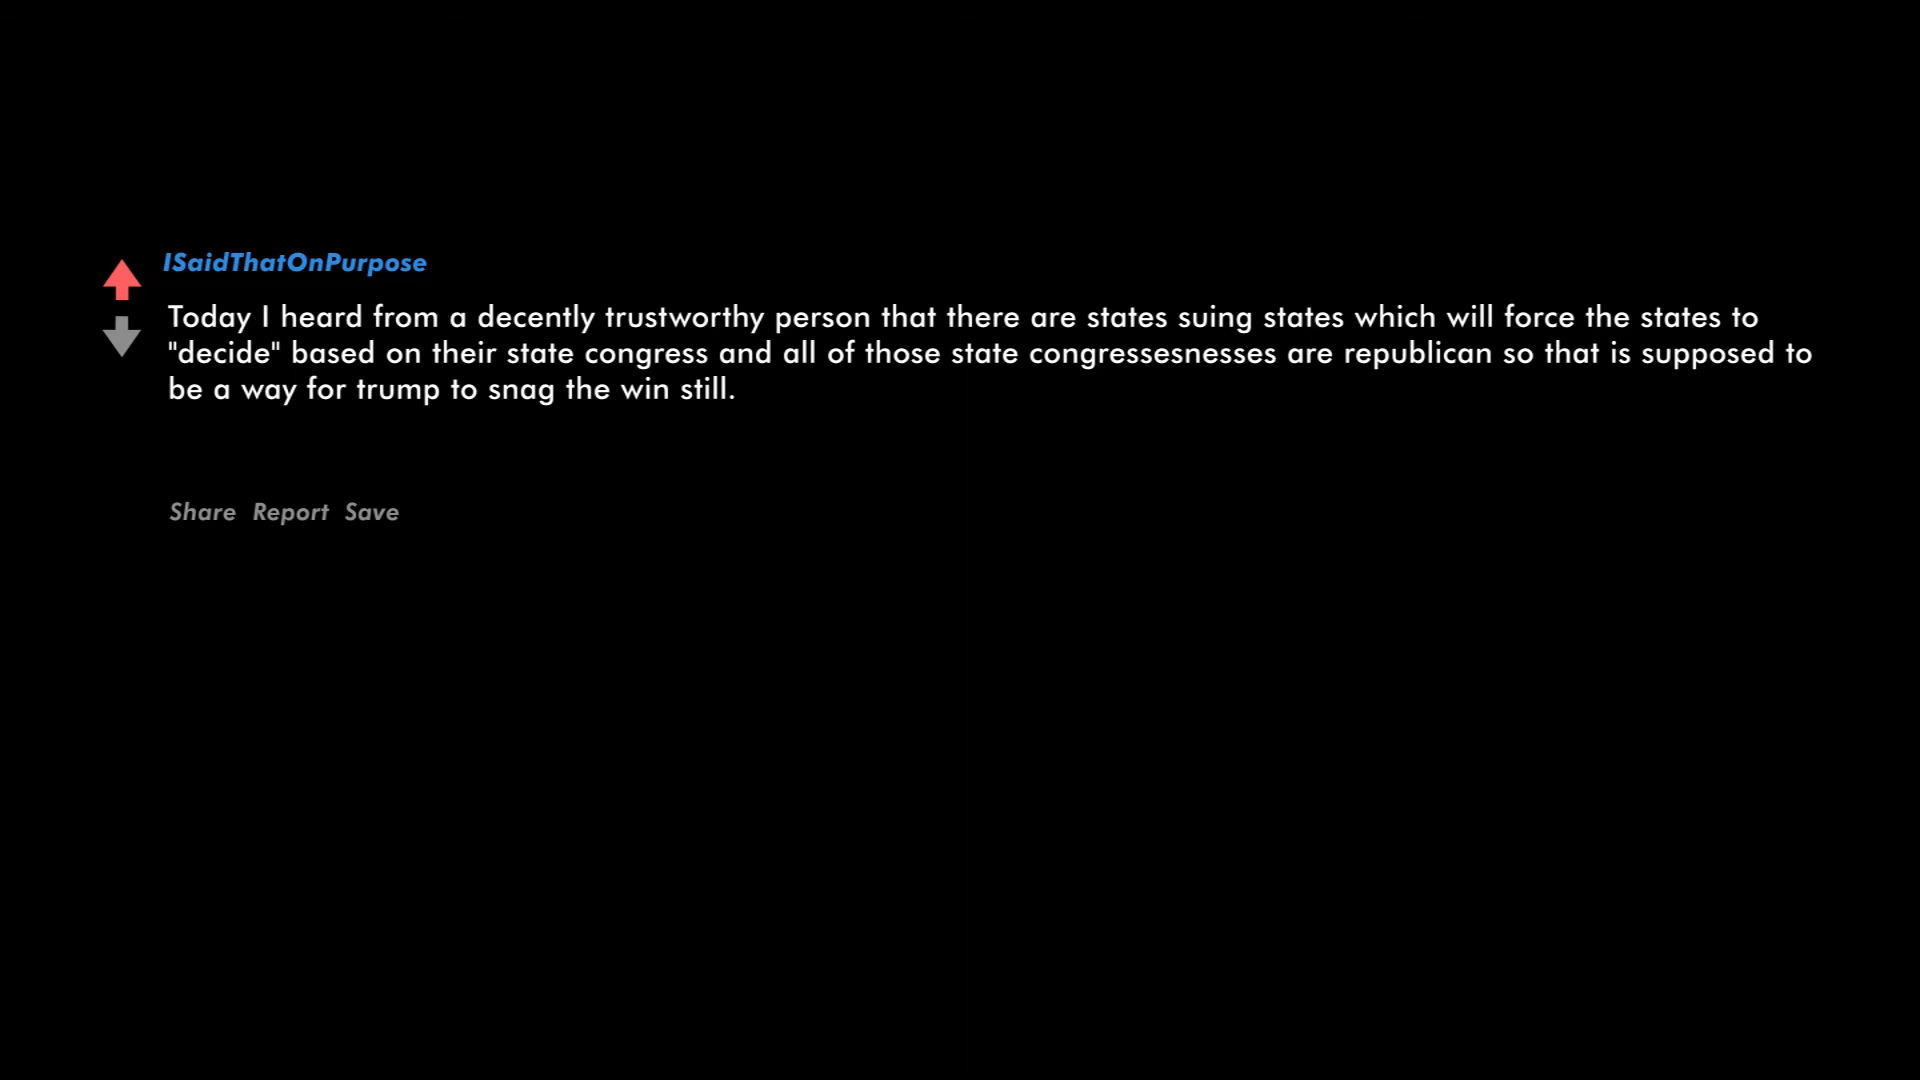 ISaidThatOnPurpose
Today I heard from a decently trustworthy person that there are states suing states which will force the states to
"decide" based on their state congress and all of those state congressesnesses are republican so that is supposed to
be a way for trump to snag the win still.
Share Report Save